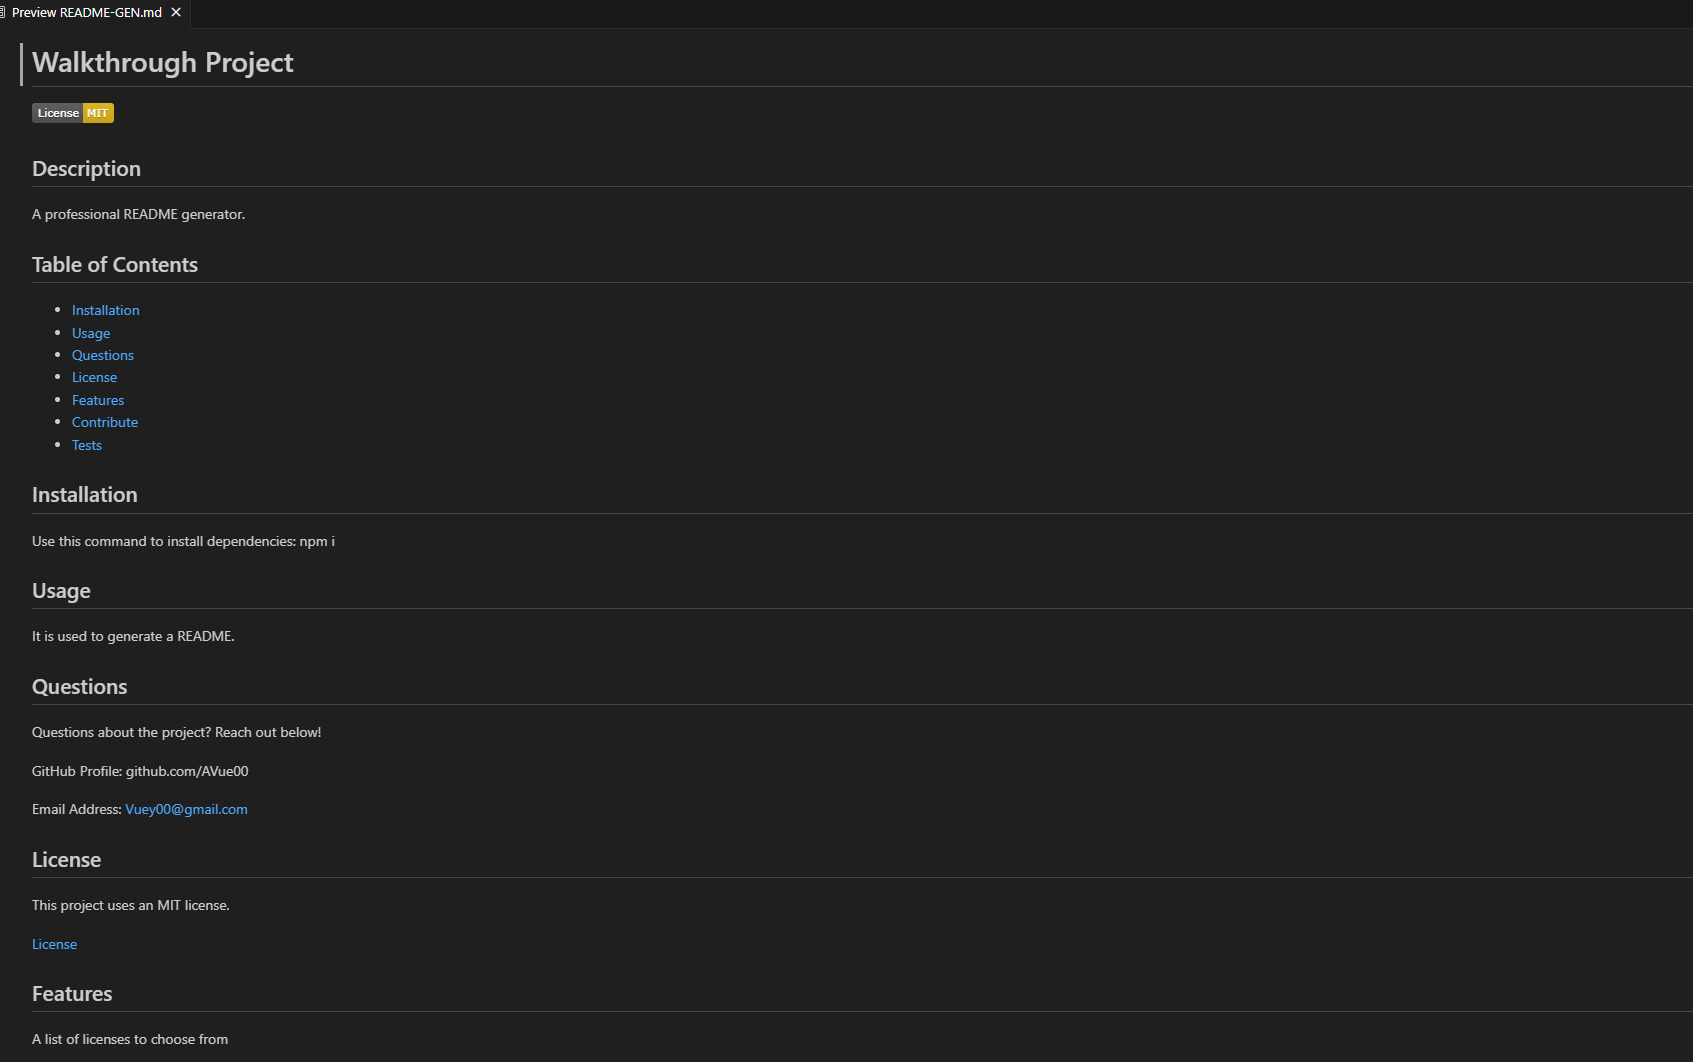 Preview README-GEN.md
Walkthrough Project
License MIT
Description
A professional README generator.
Table of Contents
Installation
Usage
Questions
License
Features
Contribute
Tests
Installation
Use this command to install dependencies: npm i
Usage
It is used to generate a README.
Questions
Questions about the project? Reach out below!
GitHub Profile: github.com/AVue00
Email Address: Vuey00@gmail.com
License
This project uses an MIT license.
License
Features
A list of licenses to choose from